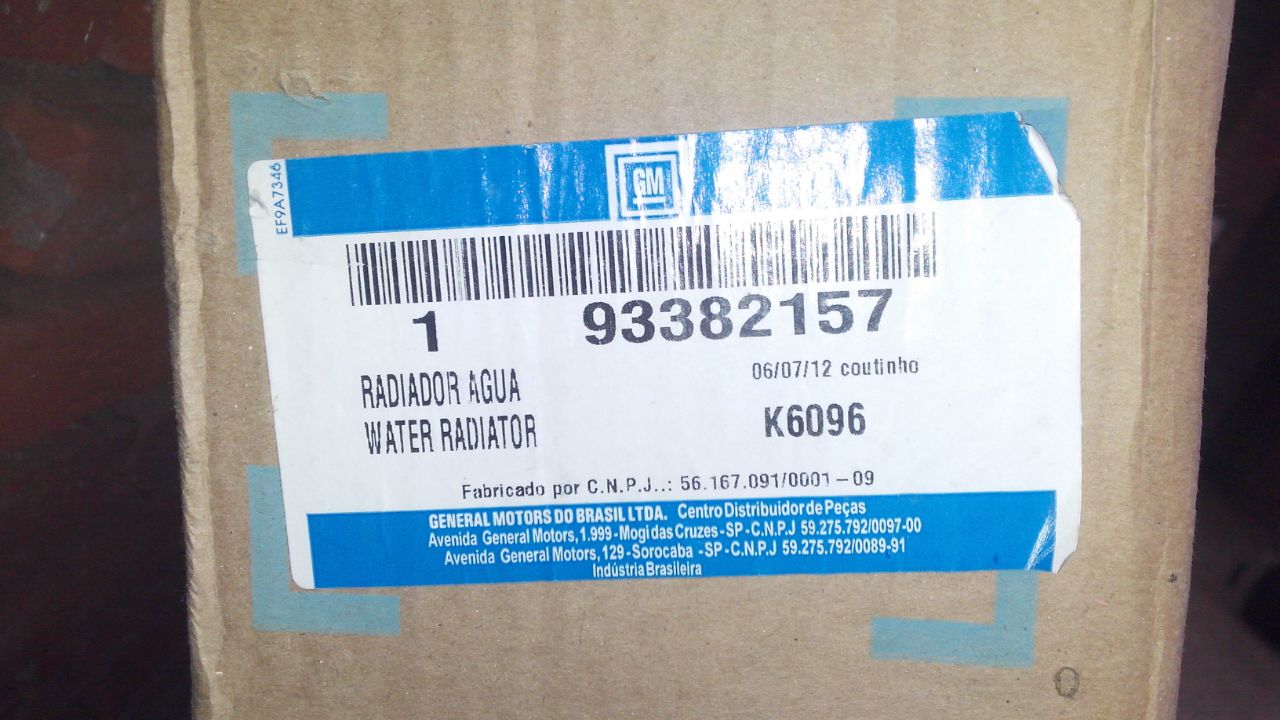 EF9A7346
GM
1 93382157
RADIADOR AGUA
06/07/12 coutinho
WATER RADIATOR
K6096
Fabricado por C.N.P.J..: 56.167.091/0001-09
GENERAL MOTORS DO BRASIL LTDA. Centro Distribuidor de Peças
Avenida General Motors, 1.999 - Mogi das Cruzes - SP - C.N.P.J 59.275.792/0097-00
Avenida General Motors, 129 - Sorocaba - SP - C.N.P.J 59.275.792/0089-91
Indústria Brasileira